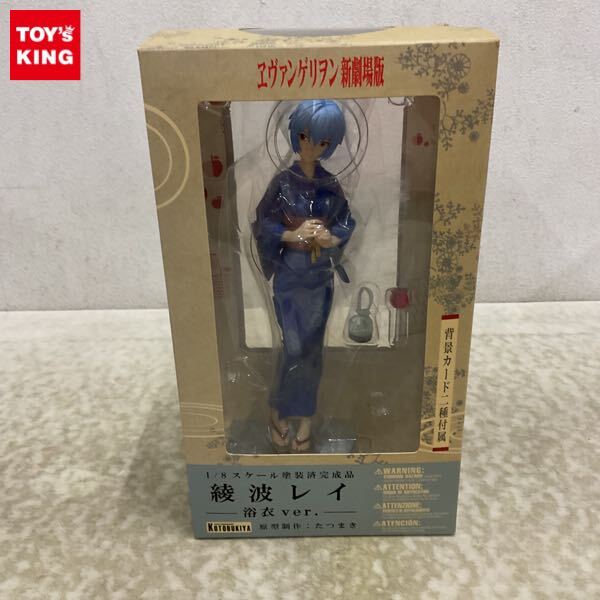 TOY's
KING
ヱヴァンゲリヲン新劇場版
背景カード二種付属
1/8スケール塗装済完成品
綾波レイ
浴衣ver.
KOTOBUKIYA
原型制作：たつまき
WARNING:
CHOKING HAZARD
ATTENTION:
ATTENZIONE:
ATENCIÓN: